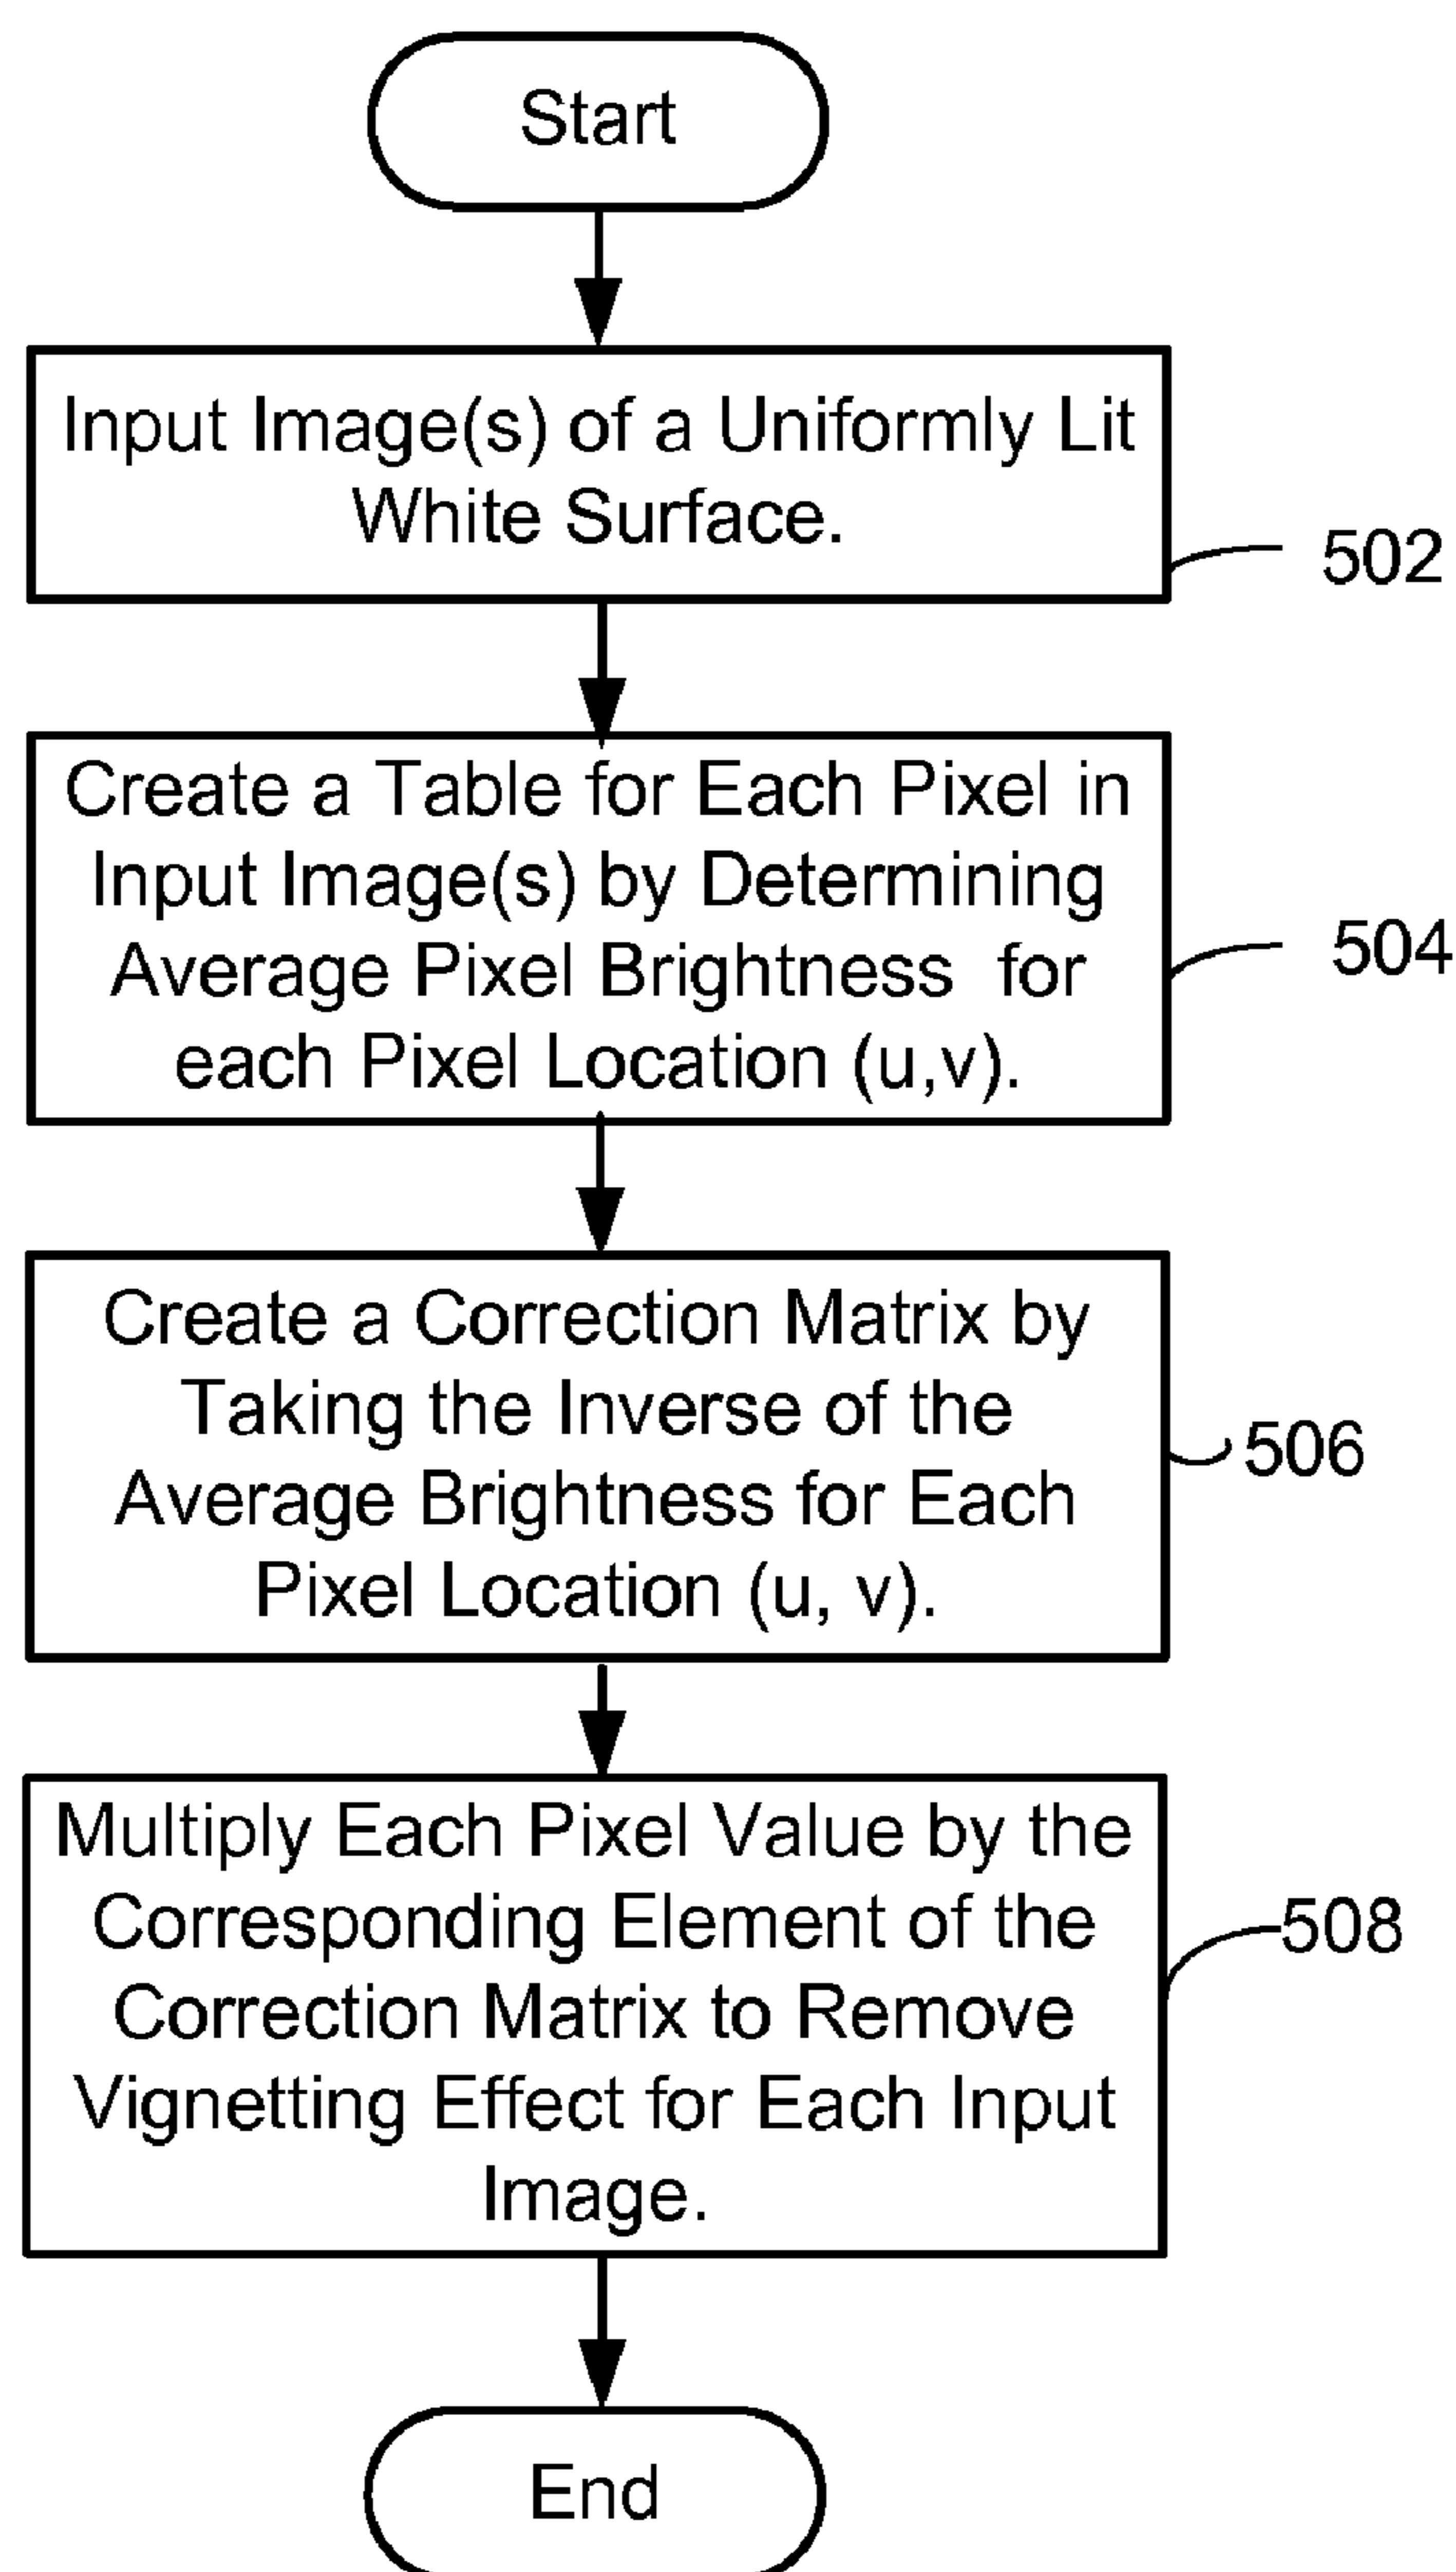 Start
Input Image(s) of a Uniformly Lit
White Surface.
502
Create a Table for Each Pixel in
Input Image(s) by Determining
Average Pixel Brightness for
each Pixel Location (u,v).
504
Create a Correction Matrix by
Taking the Inverse of the
Average Brightness for Each
Pixel Location (u, v).
506
Multiply Each Pixel Value by the
Corresponding Element of the
Correction Matrix to Remove
Vignetting Effect for Each Input
Image.
508
End